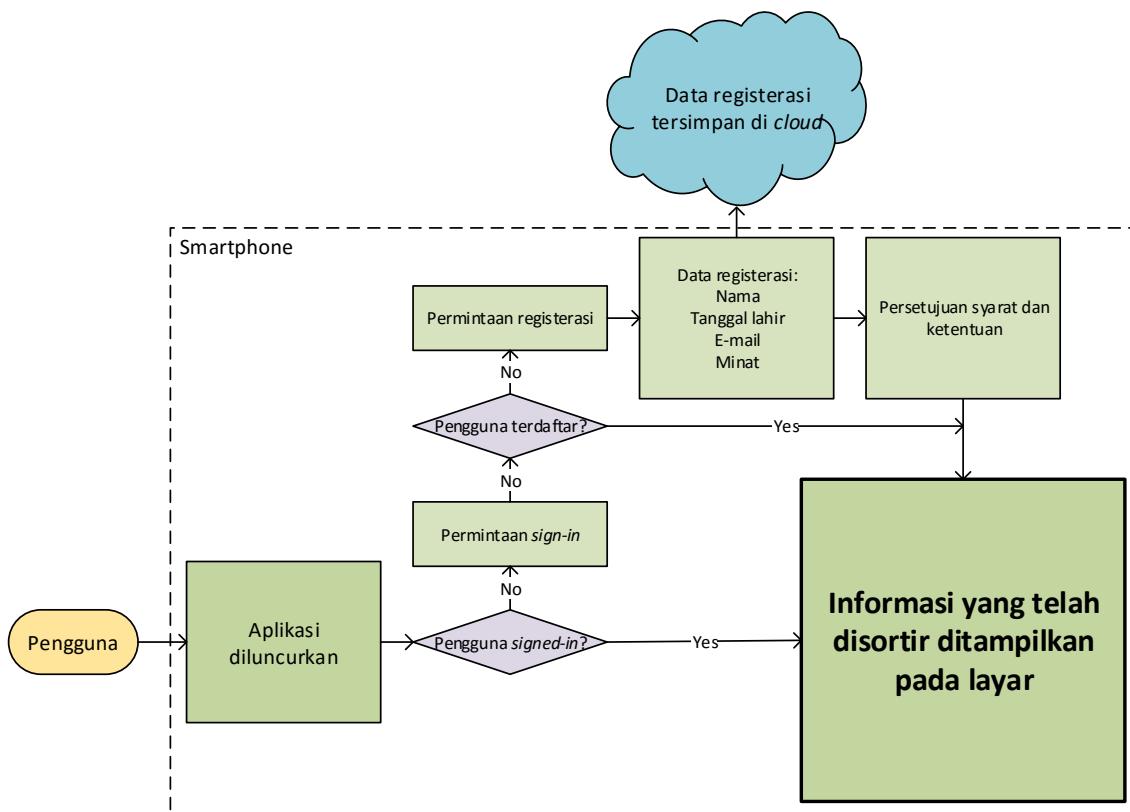 Data registerasi
tersimpan di cloud
Smartphone
Permintaan registerasi
Data registerasi:
Nama
Tanggal lahir
E-mail
Minat
Persetujuan syarat dan
ketentuan
No
Pengguna terdaftar?
Yes
No
Permintaan sign-in
No
Pengguna
Aplikasi
diluncurkan
Pengguna signed-in?
Yes
Informasi yang telah
disortir ditampilkan
pada layar